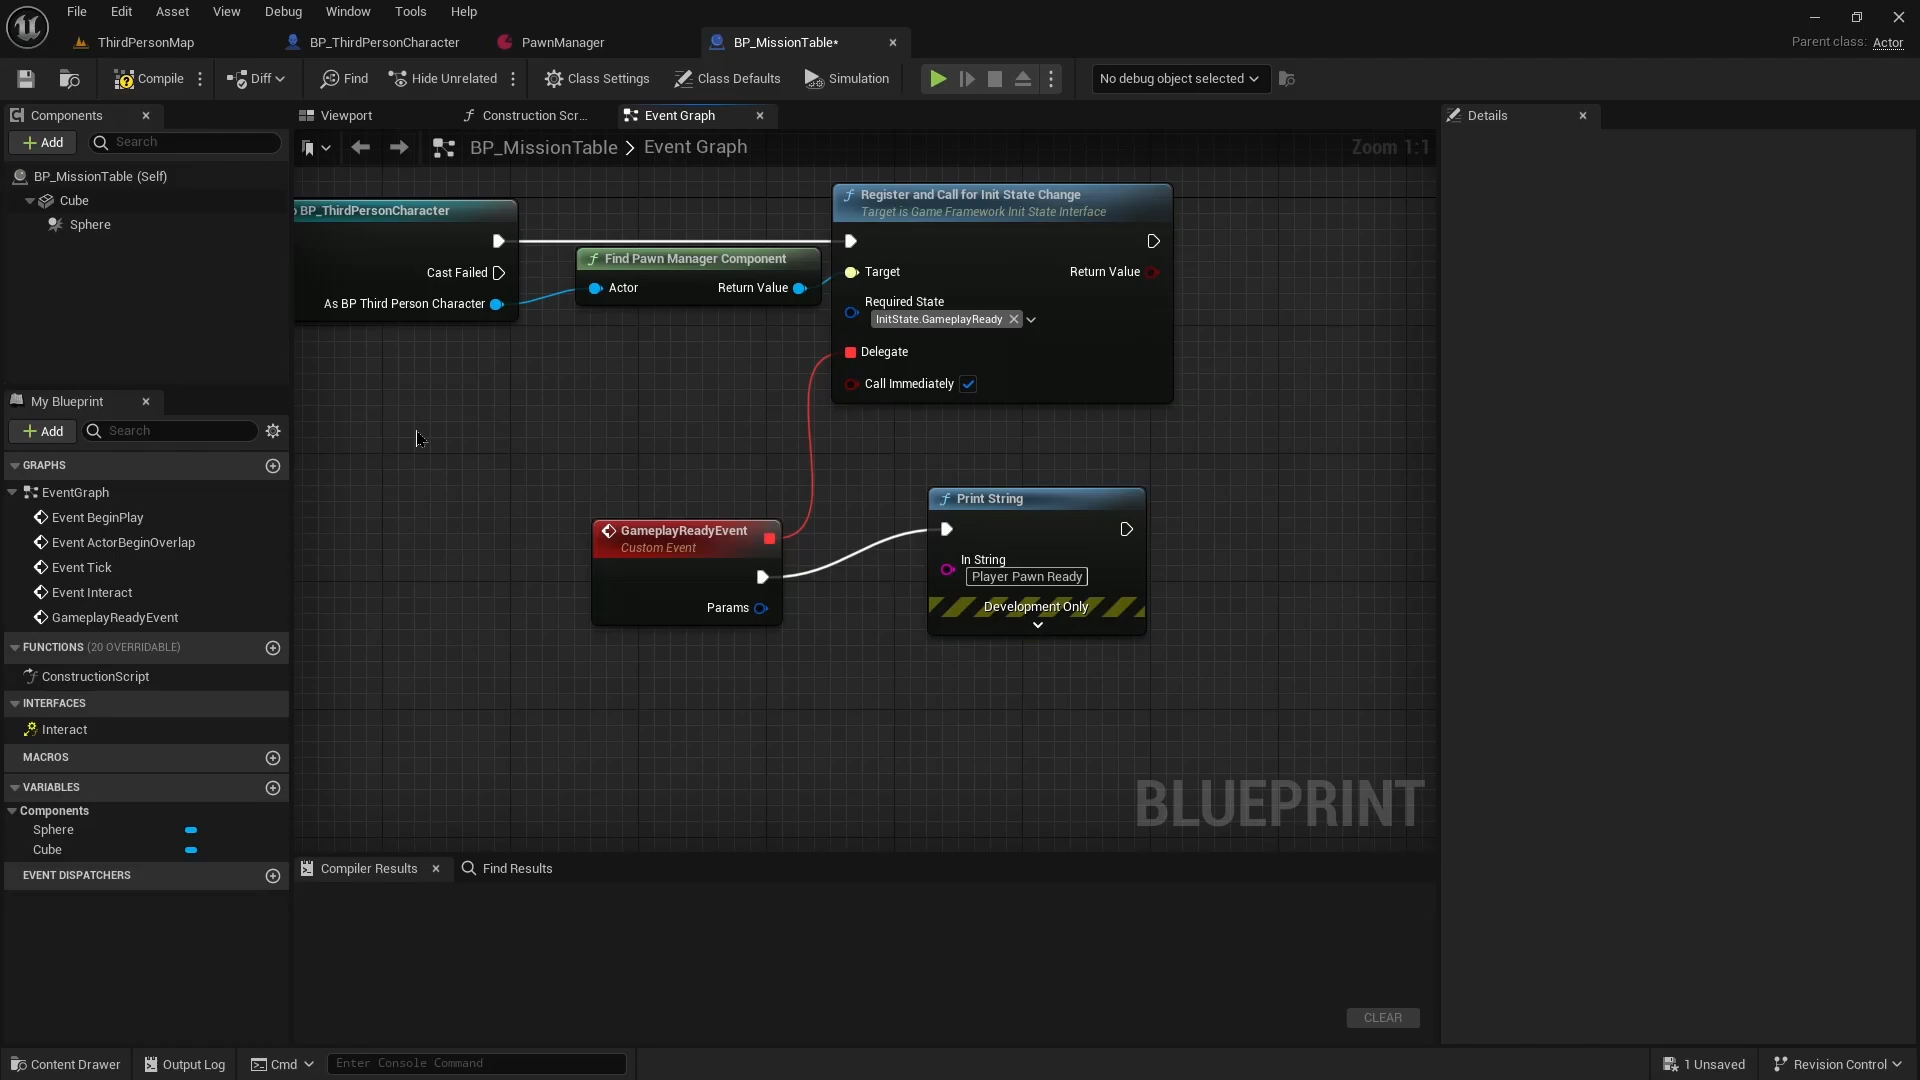 File Edit Asset View Debug Window Tools Help
ThirdPersonMap BP_ThirdPersonCharacter PawnManager BP_MissionTable*
Parent class: Actor
Compile Diff Find Hide Unrelated Class Settings Class Defaults Simulation No debug object selected
Components
Viewport Construction Scr... Event Graph
Details
Add Search
BP_MissionTable > Event Graph
Zoom 1:1
BP_MissionTable (Self)
Cube
Sphere
BP_ThirdPersonCharacter
Cast Failed
As BP Third Person Character
Find Pawn Manager Component
Actor Return Value
Register and Call for Init State Change
Target is Game Framework Init State Interface
Target Return Value
Required State
InitState.GameplayReady
Delegate
Call Immediately
My Blueprint
Add Search
GRAPHS
EventGraph
Event BeginPlay
Event ActorBeginOverlap
Event Tick
Event Interact
GameplayReadyEvent
FUNCTIONS (20 OVERRIDABLE)
ConstructionScript
INTERFACES
Interact
MACROS
VARIABLES
Components
Sphere
Cube
EVENT DISPATCHERS
GameplayReadyEvent
Custom Event
Params
Print String
In String
Player Pawn Ready
Development Only
BLUEPRINT
Compiler Results Find Results
CLEAR
Content Drawer Output Log Cmd Enter Console Command 1 Unsaved Revision Control